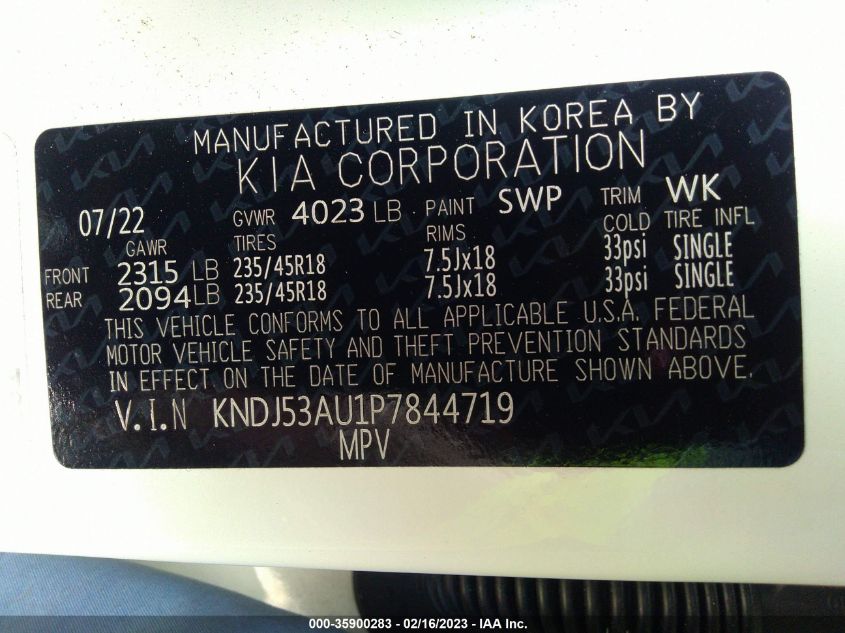 MANUFACTURED IN KOREA BY
KIA CORPORATION
07/22 GVWR 4023 LB PAINT SWP TRIM WK
GAWR TIRES RIMS COLD TIRE INFL
FRONT 2315 LB 235/45R18 7.5Jx18 33psi SINGLE
REAR 2094 LB 235/45R18 7.5Jx18 33psi SINGLE
THIS VEHICLE CONFORMS TO ALL APPLICABLE U.S.A. FEDERAL
MOTOR VEHICLE SAFETY AND THEFT PREVENTION STANDARDS
IN EFFECT ON THE DATE OF MANUFACTURE SHOWN ABOVE.
V.I.N KNDJ53AU1P7844719
MPV
000-35900283 - 02/16/2023 - IAA Inc.